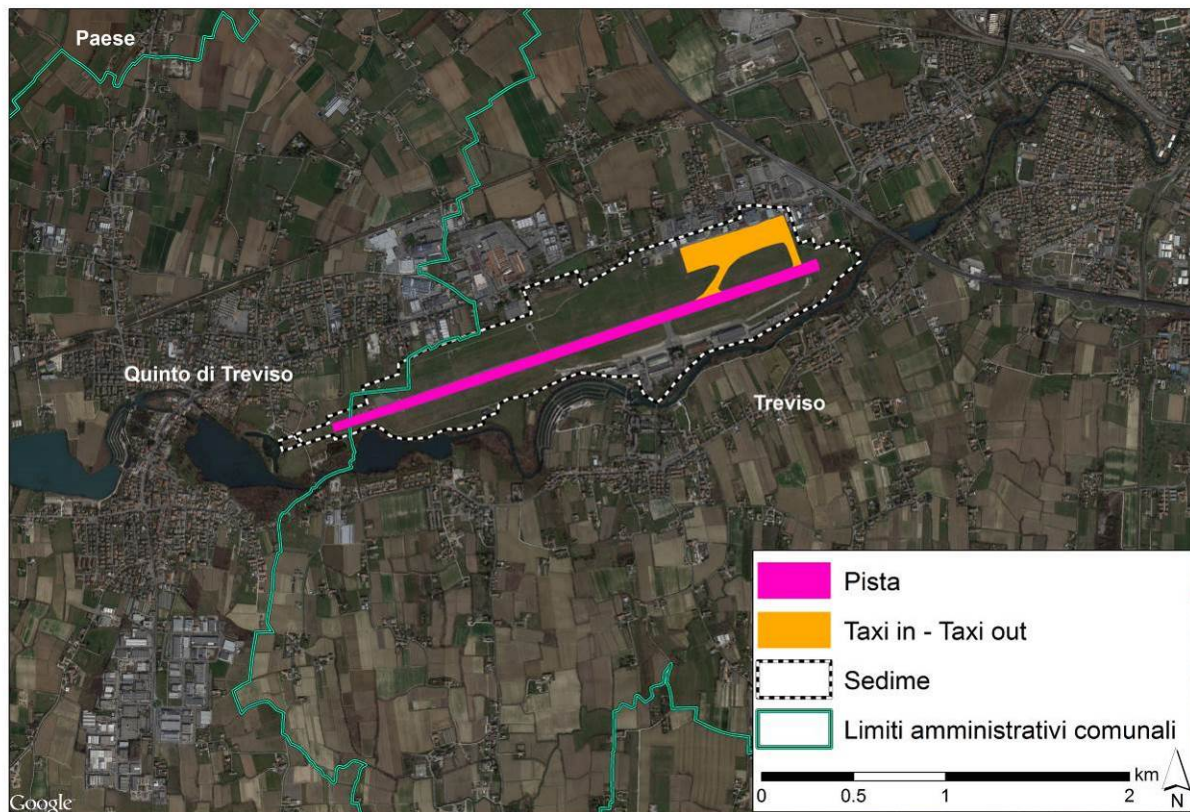 Paese
Quinto di Treviso
Treviso
Pista
Taxi in - Taxi out
Sedime
Limiti amministrativi comunali
km
0 0.5 1 2
N
Google